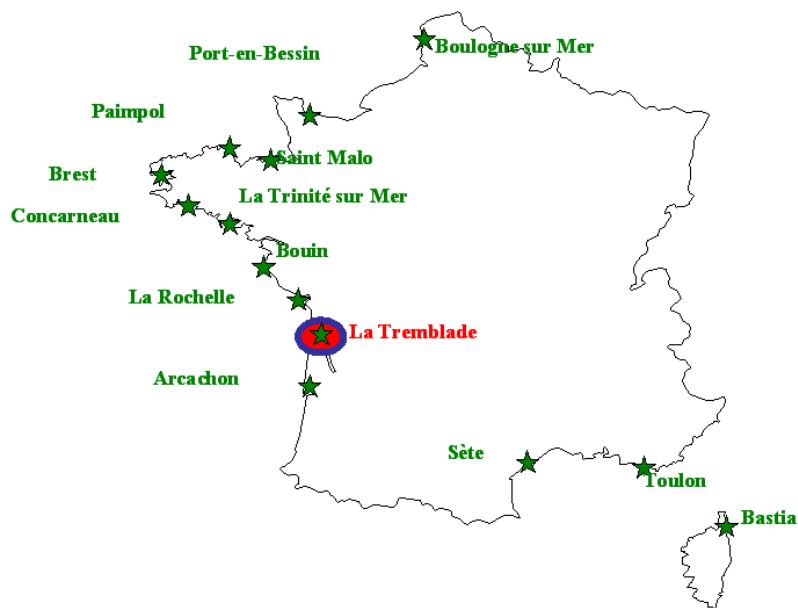 Boulogne sur Mer
Port-en-Bessin
Paimpol
Saint Malo
Brest
La Trinité sur Mer
Concarneau
Bouin
La Rochelle
La Tremblade
Arcachon
Sète
Toulon
Bastia